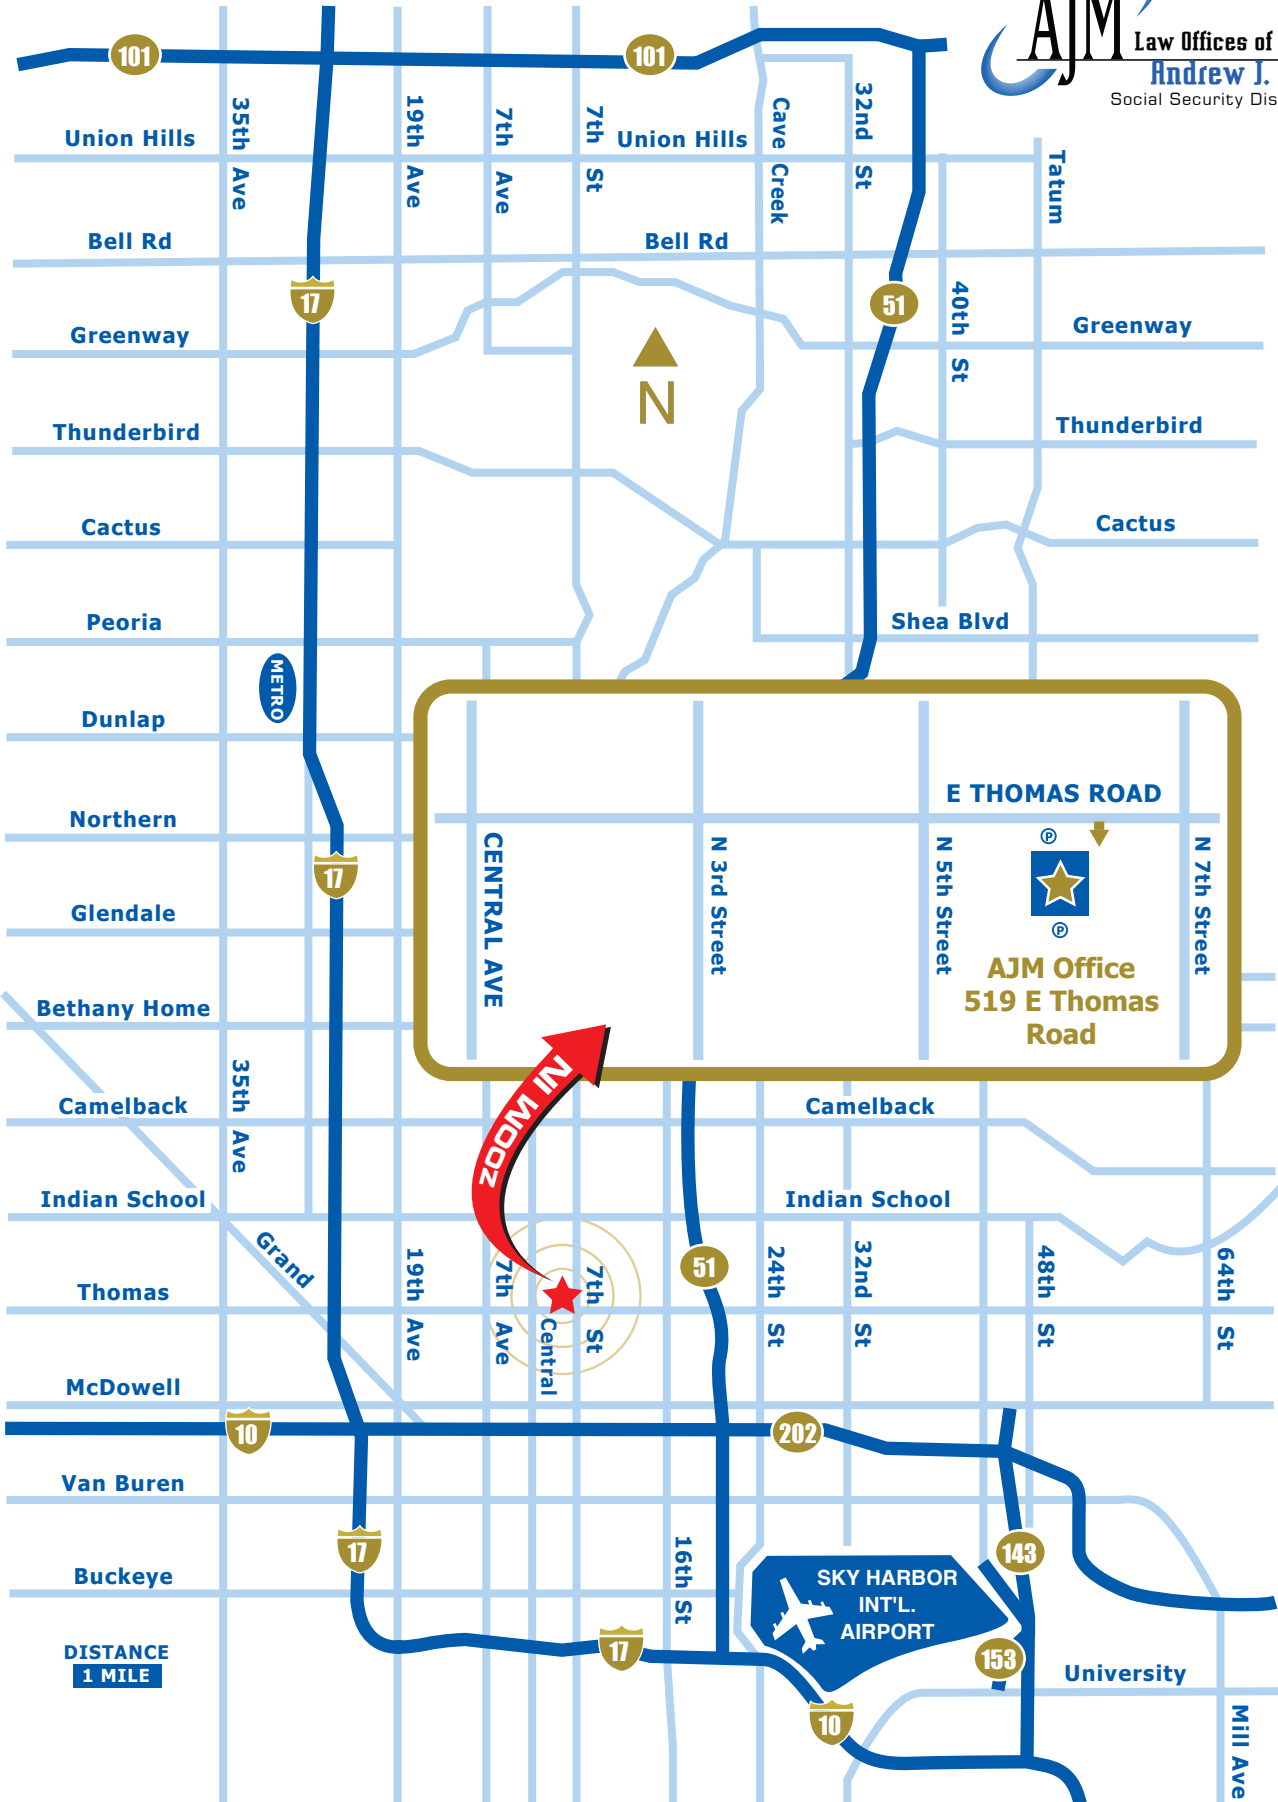 AJM
Law Offices of
Andrew J.
Social Security Dis
101
101
35th Ave
19th Ave
7th Ave
7th St
Cave Creek
32nd St
Tatum
Union Hills
Union Hills
Bell Rd
Bell Rd
17
51
40th St
Greenway
Greenway
N
Thunderbird
Thunderbird
Cactus
Cactus
Peoria
Shea Blvd
METRO
Dunlap
E THOMAS ROAD
Northern
CENTRAL AVE
N 3rd Street
N 5th Street
N 7th Street
P
17
Glendale
P
AJM Office
519 E Thomas
Road
Bethany Home
35th Ave
ZOOM IN
Camelback
Camelback
Indian School
Indian School
Grand
19th Ave
7th Ave
Central
7th St
51
24th St
32nd St
48th St
64th St
Thomas
McDowell
10
202
Van Buren
17
16th St
143
Buckeye
SKY HARBOR
INT'L.
AIRPORT
17
153
DISTANCE
1 MILE
University
10
Mill Ave